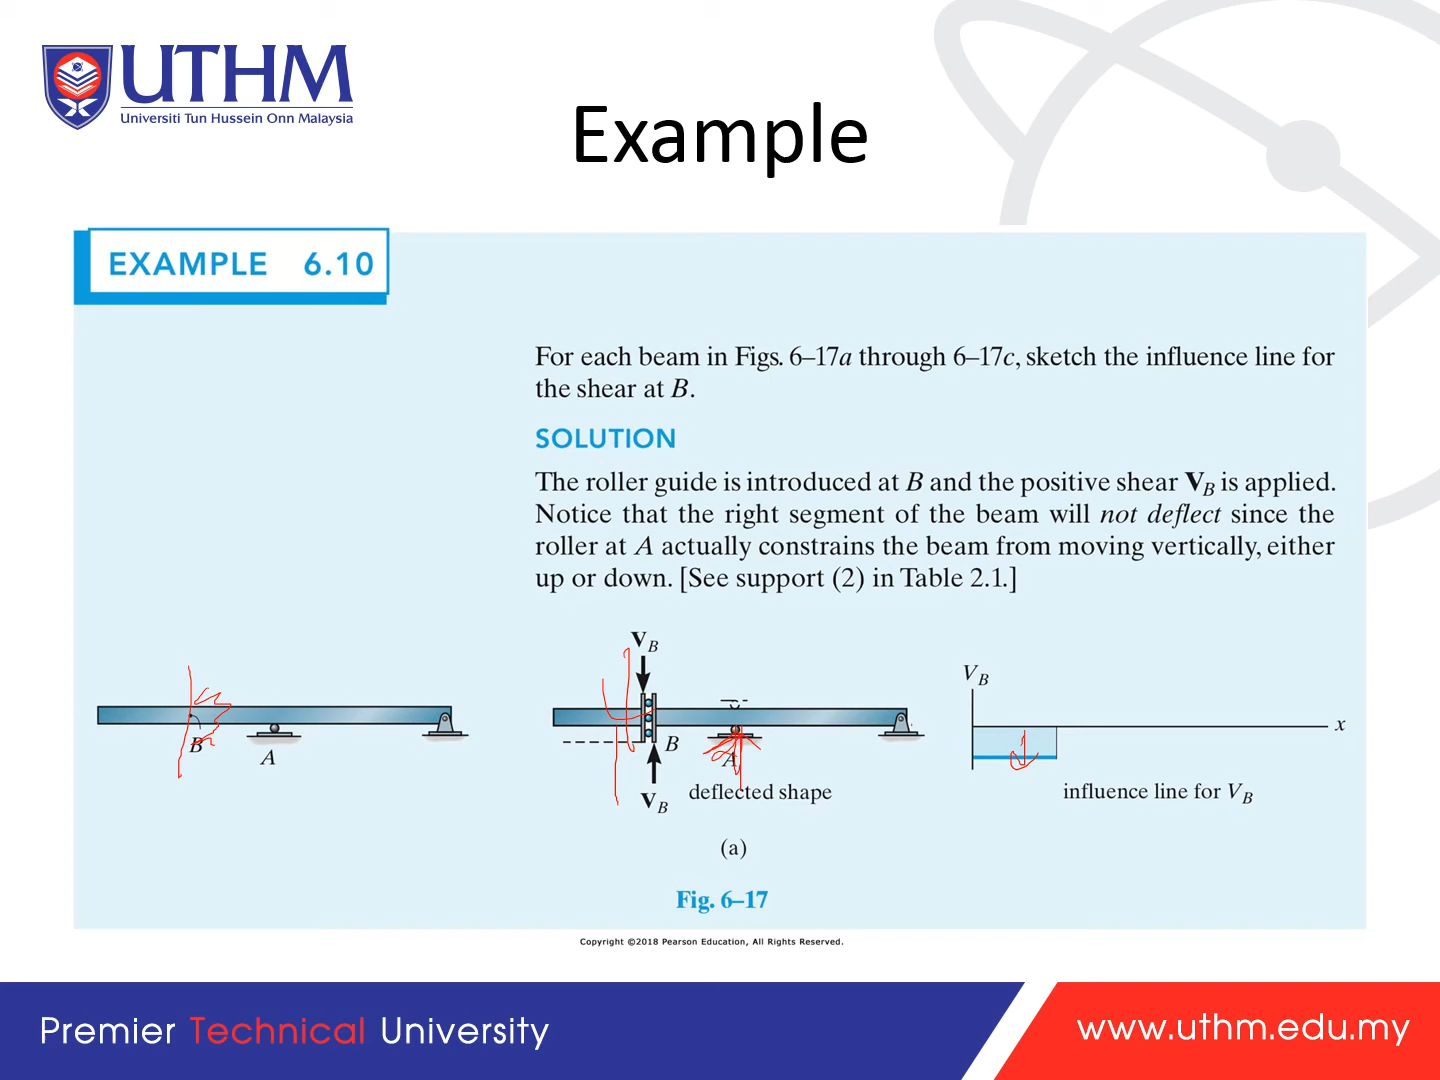 UTHM
Universiti Tun Hussein Onn Malaysia
Example
EXAMPLE 6.10
For each beam in Figs. 6–17a through 6–17c, sketch the influence line for
the shear at B.
SOLUTION
The roller guide is introduced at B and the positive shear V_B is applied.
Notice that the right segment of the beam will not deflect since the
roller at A actually constrains the beam from moving vertically, either
up or down. [See support (2) in Table 2.1.]
B
A
V_B
B
A
V_B
deflected shape
V_B
x
influence line for V_B
(a)
Fig. 6–17
Copyright ©2018 Pearson Education, All Rights Reserved.
Premier Technical University
www.uthm.edu.my